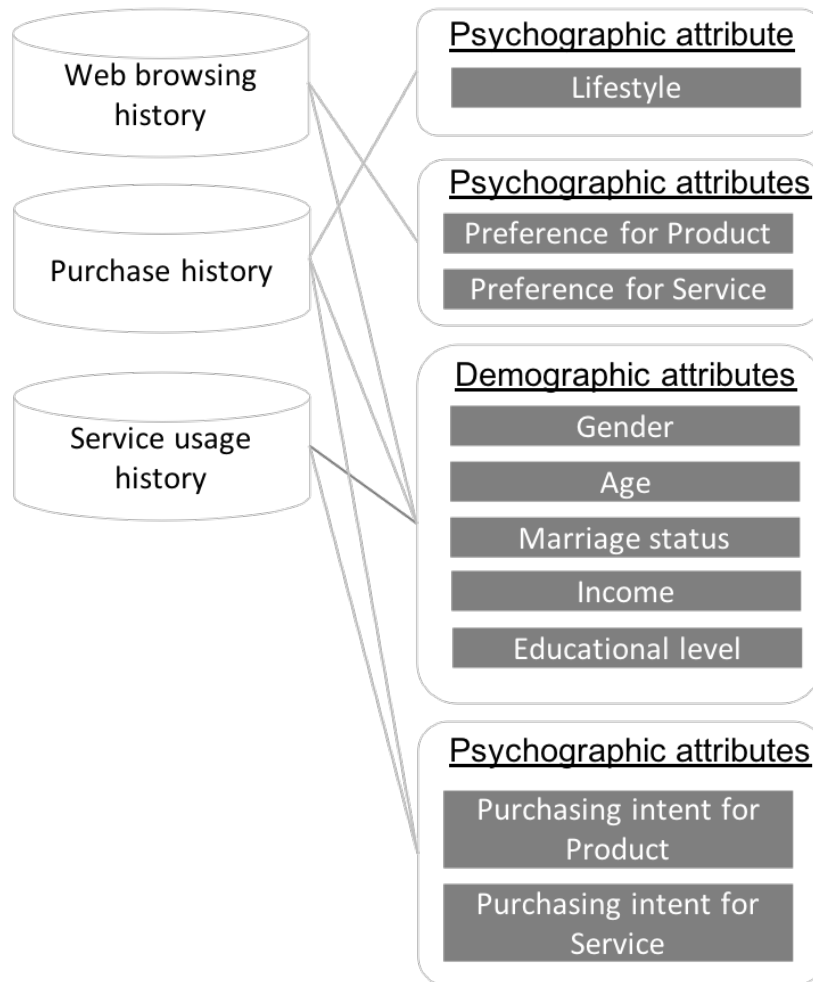 Web browsing
history
Purchase history
Service usage
history
Psychographic attribute
Lifestyle
Psychographic attributes
Preference for Product
Preference for Service
Demographic attributes
Gender
Age
Marriage status
Income
Educational level
Psychographic attributes
Purchasing intent for
Product
Purchasing intent for
Service